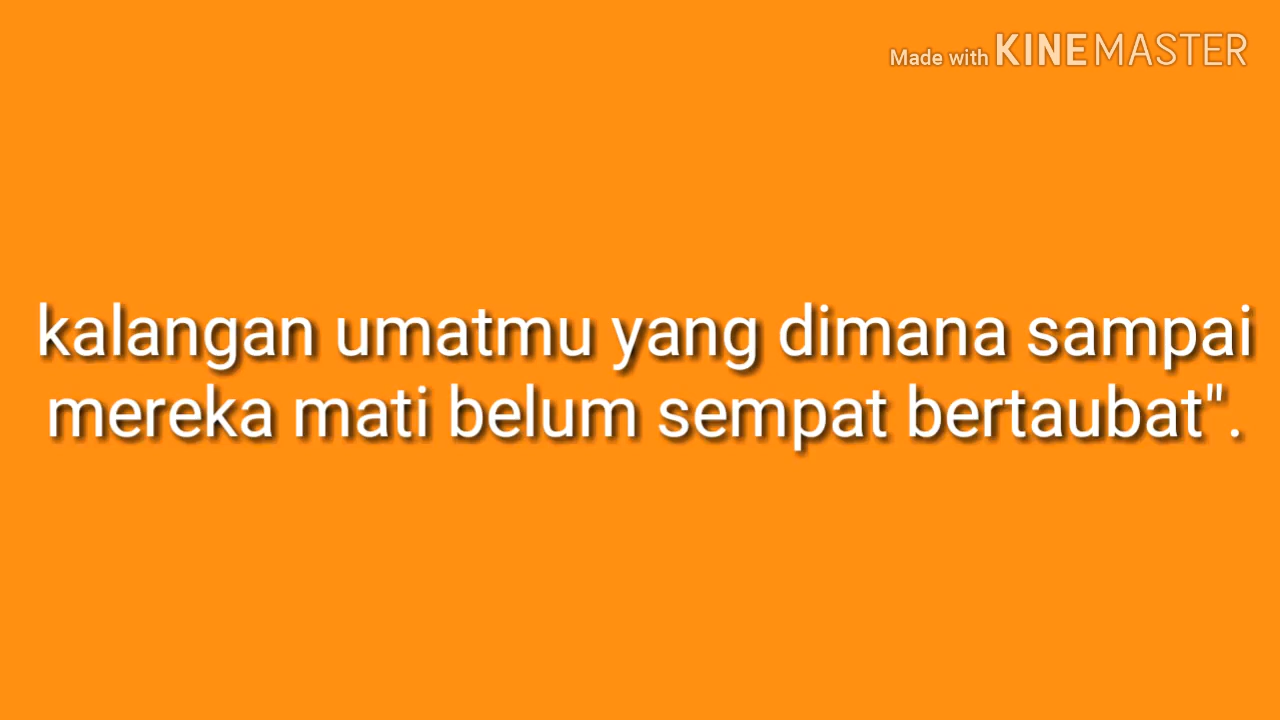 Made with KINEMASTER
kalangan umatmu yang dimana sampai
mereka mati belum sempat bertaubat".